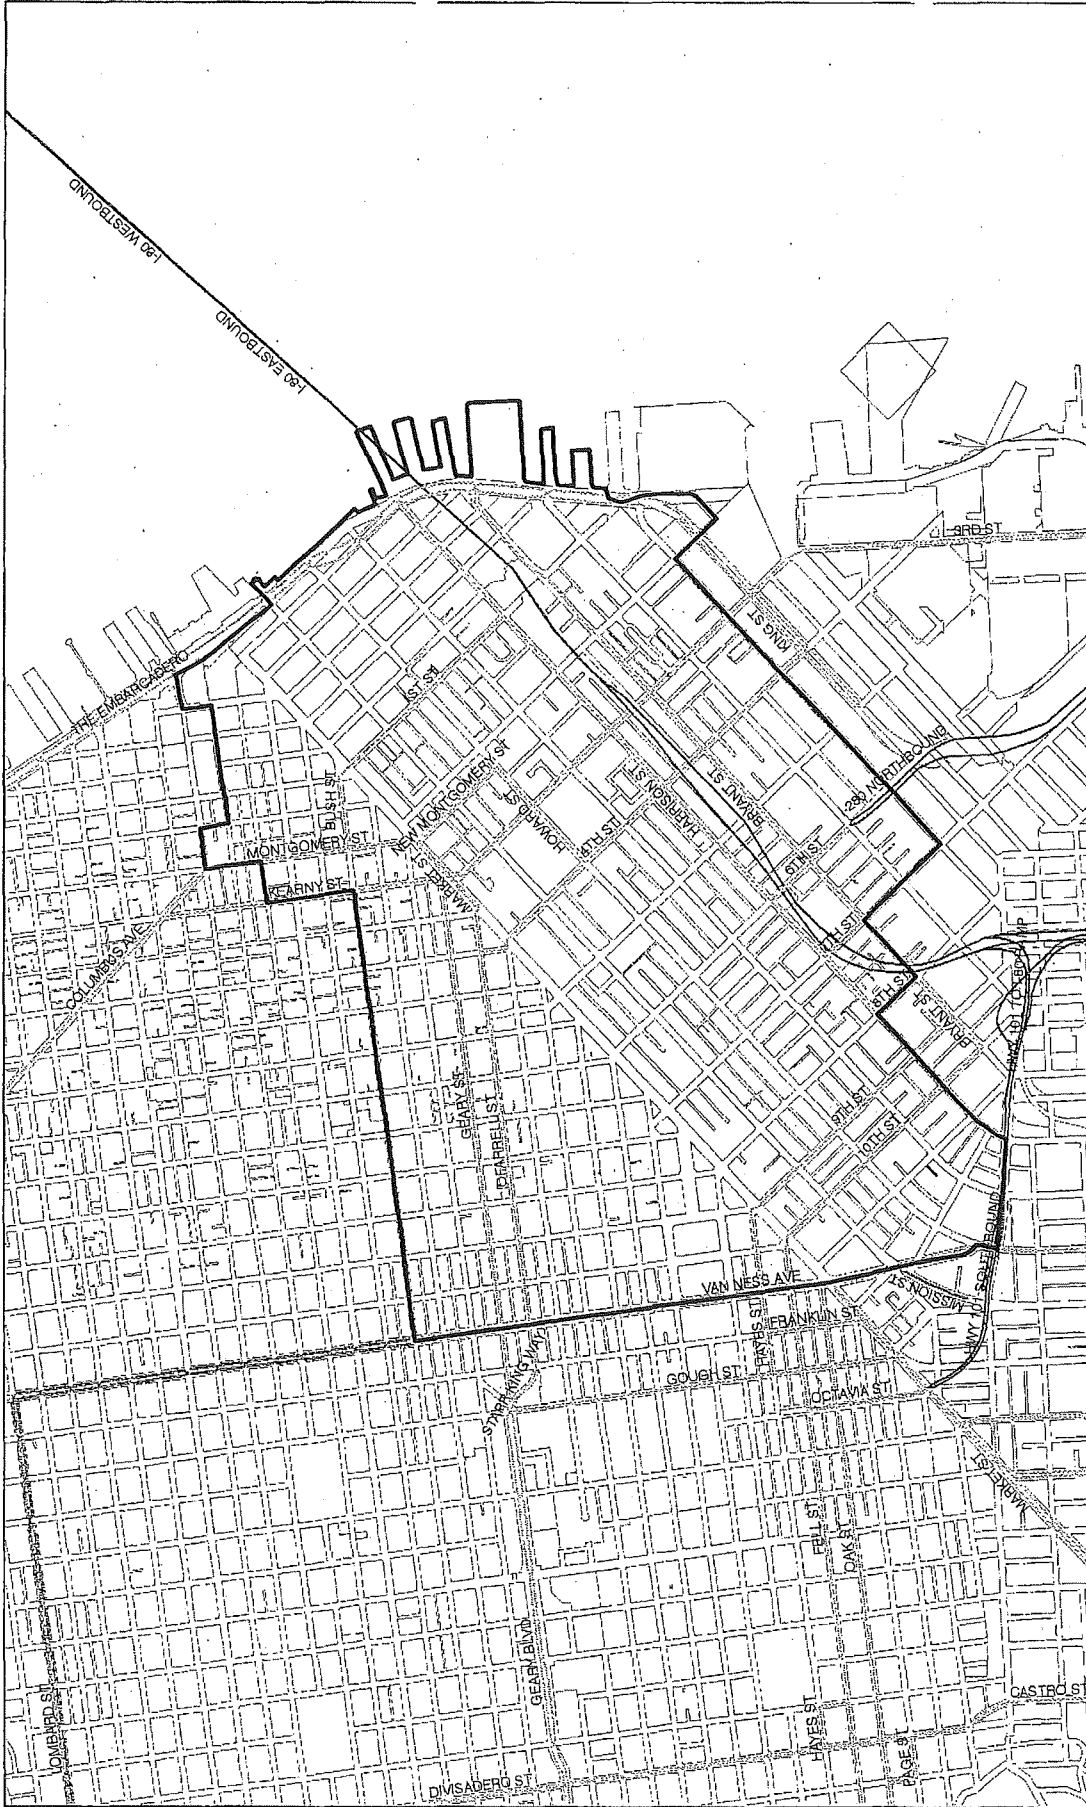 I-80 WESTBOUND
I-80 EASTBOUND
THE EMBARCADERO
3RD ST
KING ST
1ST ST
BUSH ST
NEW MONTGOMERY ST
MONTGOMERY ST
HOWARD ST
4TH ST
HARRISON ST
BRYANT ST
280 NORTHBOUND
6TH ST
MARKET ST
KEARNY ST
COLUMBUS AVE
7TH ST
8TH ST
BRYANT ST
GEARY ST
OFARRELL ST
9TH ST
10TH ST
VAN NESS AVE
MISSION ST
HWY 101 SOUTHBOUND
FRANKLIN ST
HAYES ST
STARR KING WAY
GOUGH ST
OCTAVIA ST
MARKET ST
FELL ST
OAK ST
LOMBARD ST
GEARY BLVD
HAYES ST
PAGE ST
CASTRO ST
DIVISADERO ST